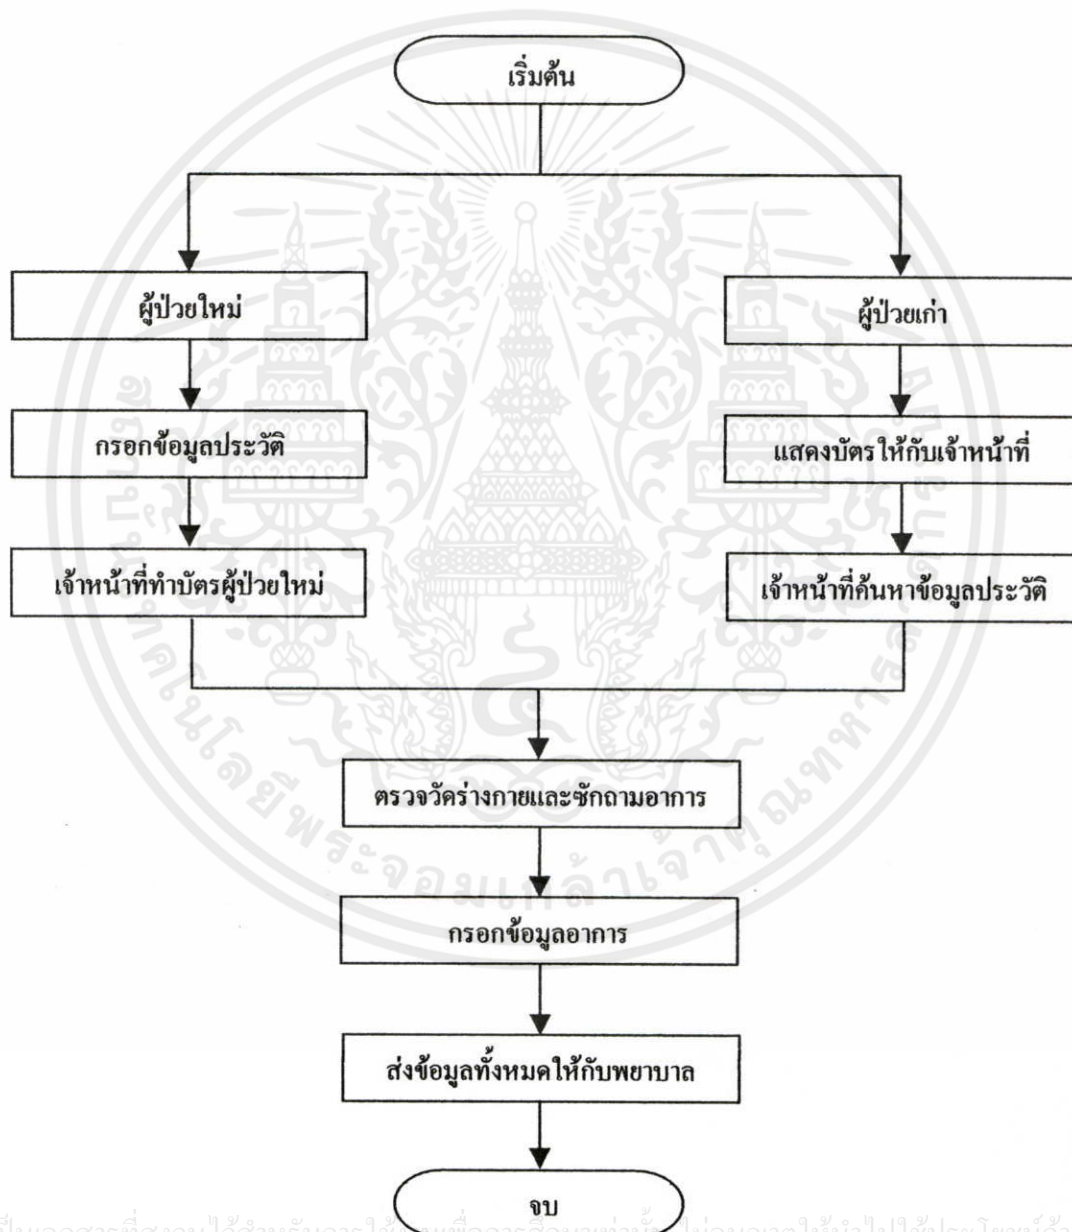 เริ่มต้น
ผู้ป่วยใหม่
ผู้ป่วยเก่า
กรอกข้อมูลประวัติ
แสดงบัตรให้กับเจ้าหน้าที่
เจ้าหน้าที่ทำบัตรผู้ป่วยใหม่
เจ้าหน้าที่ค้นหาข้อมูลประวัติ
ตรวจวัดร่างกายและซักถามอาการ
กรอกข้อมูลอาการ
ส่งข้อมูลทั้งหมดให้กับพยาบาล
จบ